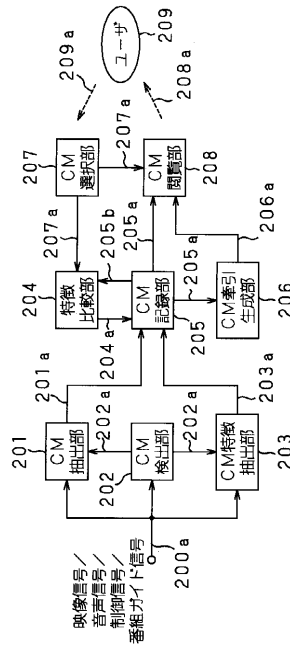 映像信号/
音声信号/
制御信号/
番組ガイド信号
200a
201
CM
抽出部
201a
202a
202
CM
検出部
202a
CM特徴
抽出部
203
203a
204
特徴
比較部
204a
205b
207a
CM
記録部
205
205a
205a
CM牽引
生成部
206
206a
207
CM
選択部
207a
CM
閲覧部
208
208a
209a
ユーザ
209